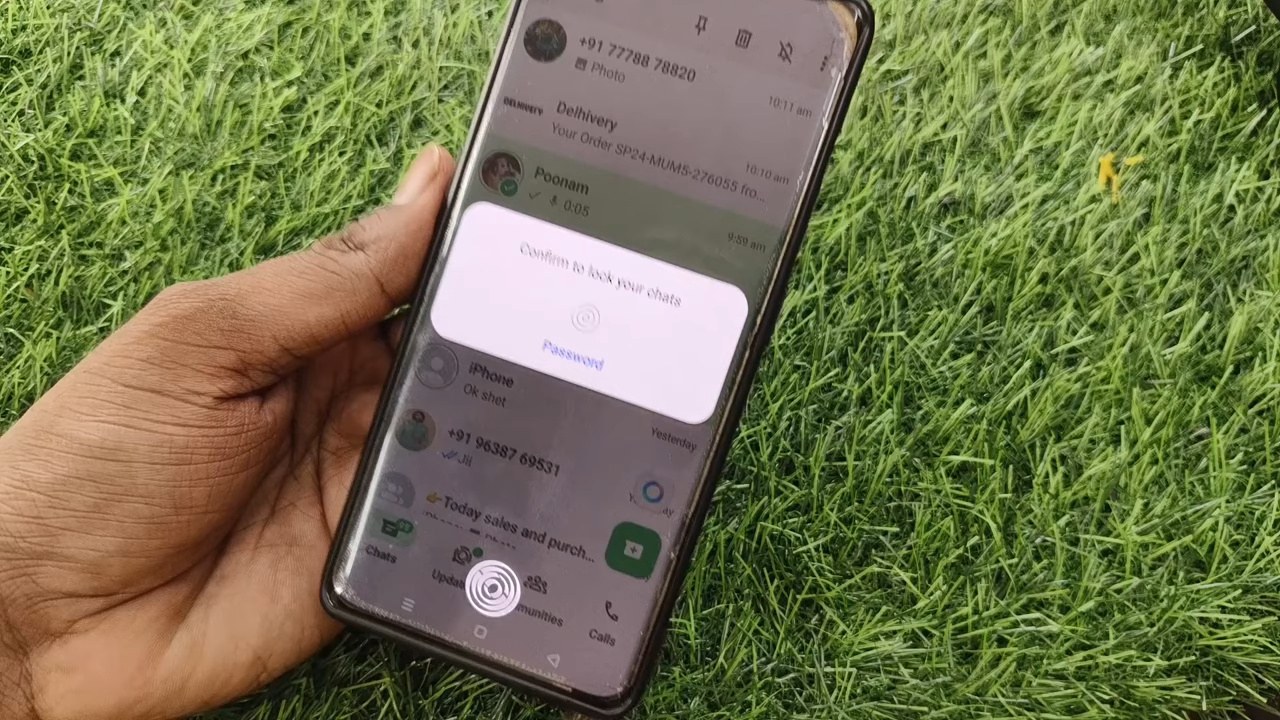 +91 77788 78820
Photo
10:11 am
DELHIVERY
Delhivery
Your Order SP24-MUM5-276055 fro...
10:10 am
Poonam
0:05
9:59 am
Confirm to lock your chats
Password
iPhone
Ok shet
Yesterday
+91 96387 69531
Jii
👉Today sales and purch...
Chats
Calls